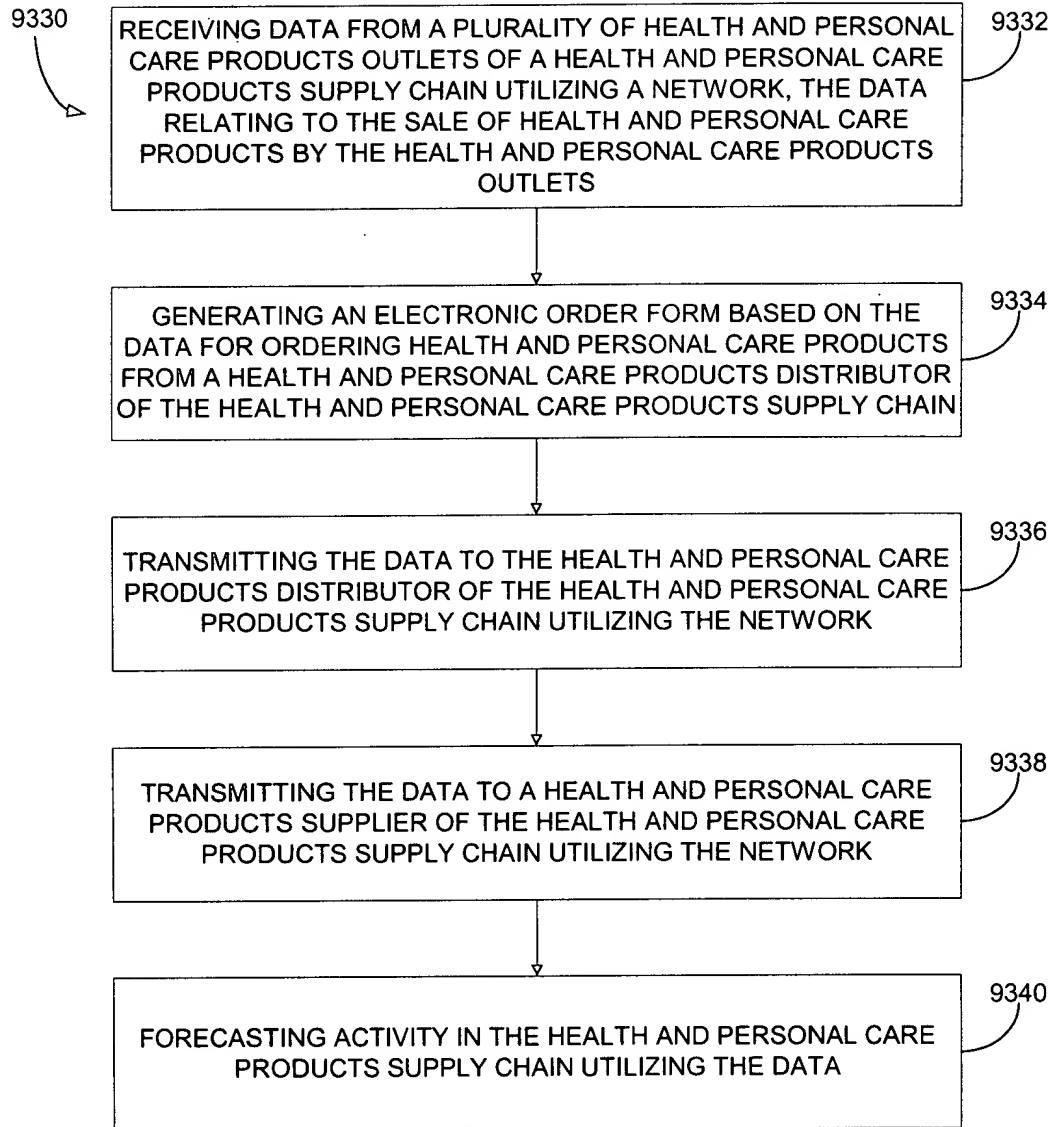 9330
RECEIVING DATA FROM A PLURALITY OF HEALTH AND PERSONAL
CARE PRODUCTS OUTLETS OF A HEALTH AND PERSONAL CARE
PRODUCTS SUPPLY CHAIN UTILIZING A NETWORK, THE DATA
RELATING TO THE SALE OF HEALTH AND PERSONAL CARE
PRODUCTS BY THE HEALTH AND PERSONAL CARE PRODUCTS
OUTLETS
9332
GENERATING AN ELECTRONIC ORDER FORM BASED ON THE
DATA FOR ORDERING HEALTH AND PERSONAL CARE PRODUCTS
FROM A HEALTH AND PERSONAL CARE PRODUCTS DISTRIBUTOR
OF THE HEALTH AND PERSONAL CARE PRODUCTS SUPPLY CHAIN
9334
TRANSMITTING THE DATA TO THE HEALTH AND PERSONAL CARE
PRODUCTS DISTRIBUTOR OF THE HEALTH AND PERSONAL CARE
PRODUCTS SUPPLY CHAIN UTILIZING THE NETWORK
9336
TRANSMITTING THE DATA TO A HEALTH AND PERSONAL CARE
PRODUCTS SUPPLIER OF THE HEALTH AND PERSONAL CARE
PRODUCTS SUPPLY CHAIN UTILIZING THE NETWORK
9338
FORECASTING ACTIVITY IN THE HEALTH AND PERSONAL CARE
PRODUCTS SUPPLY CHAIN UTILIZING THE DATA
9340